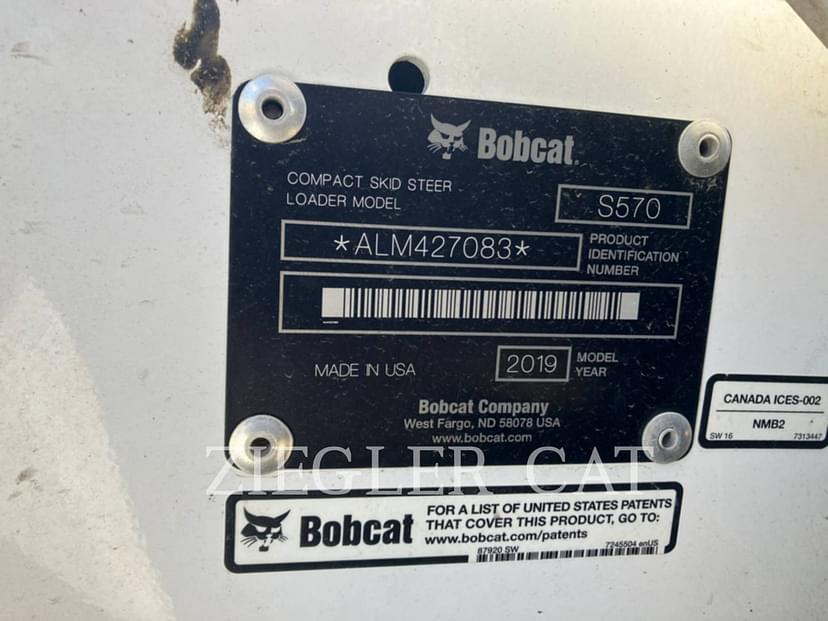 Bobcat.
COMPACT SKID STEER
LOADER MODEL
S570
*ALM427083*
PRODUCT
IDENTIFICATION
NUMBER
MADE IN USA
2019
MODEL
YEAR
Bobcat Company
West Fargo, ND 58078 USA
www.bobcat.com
CANADA ICES-002
NMB2
SW 16
7313447
ZIEGLER CAT
Bobcat
FOR A LIST OF UNITED STATES PATENTS
THAT COVER THIS PRODUCT, GO TO:
www.bobcat.com/patents
87920 SW
7245504 enUS